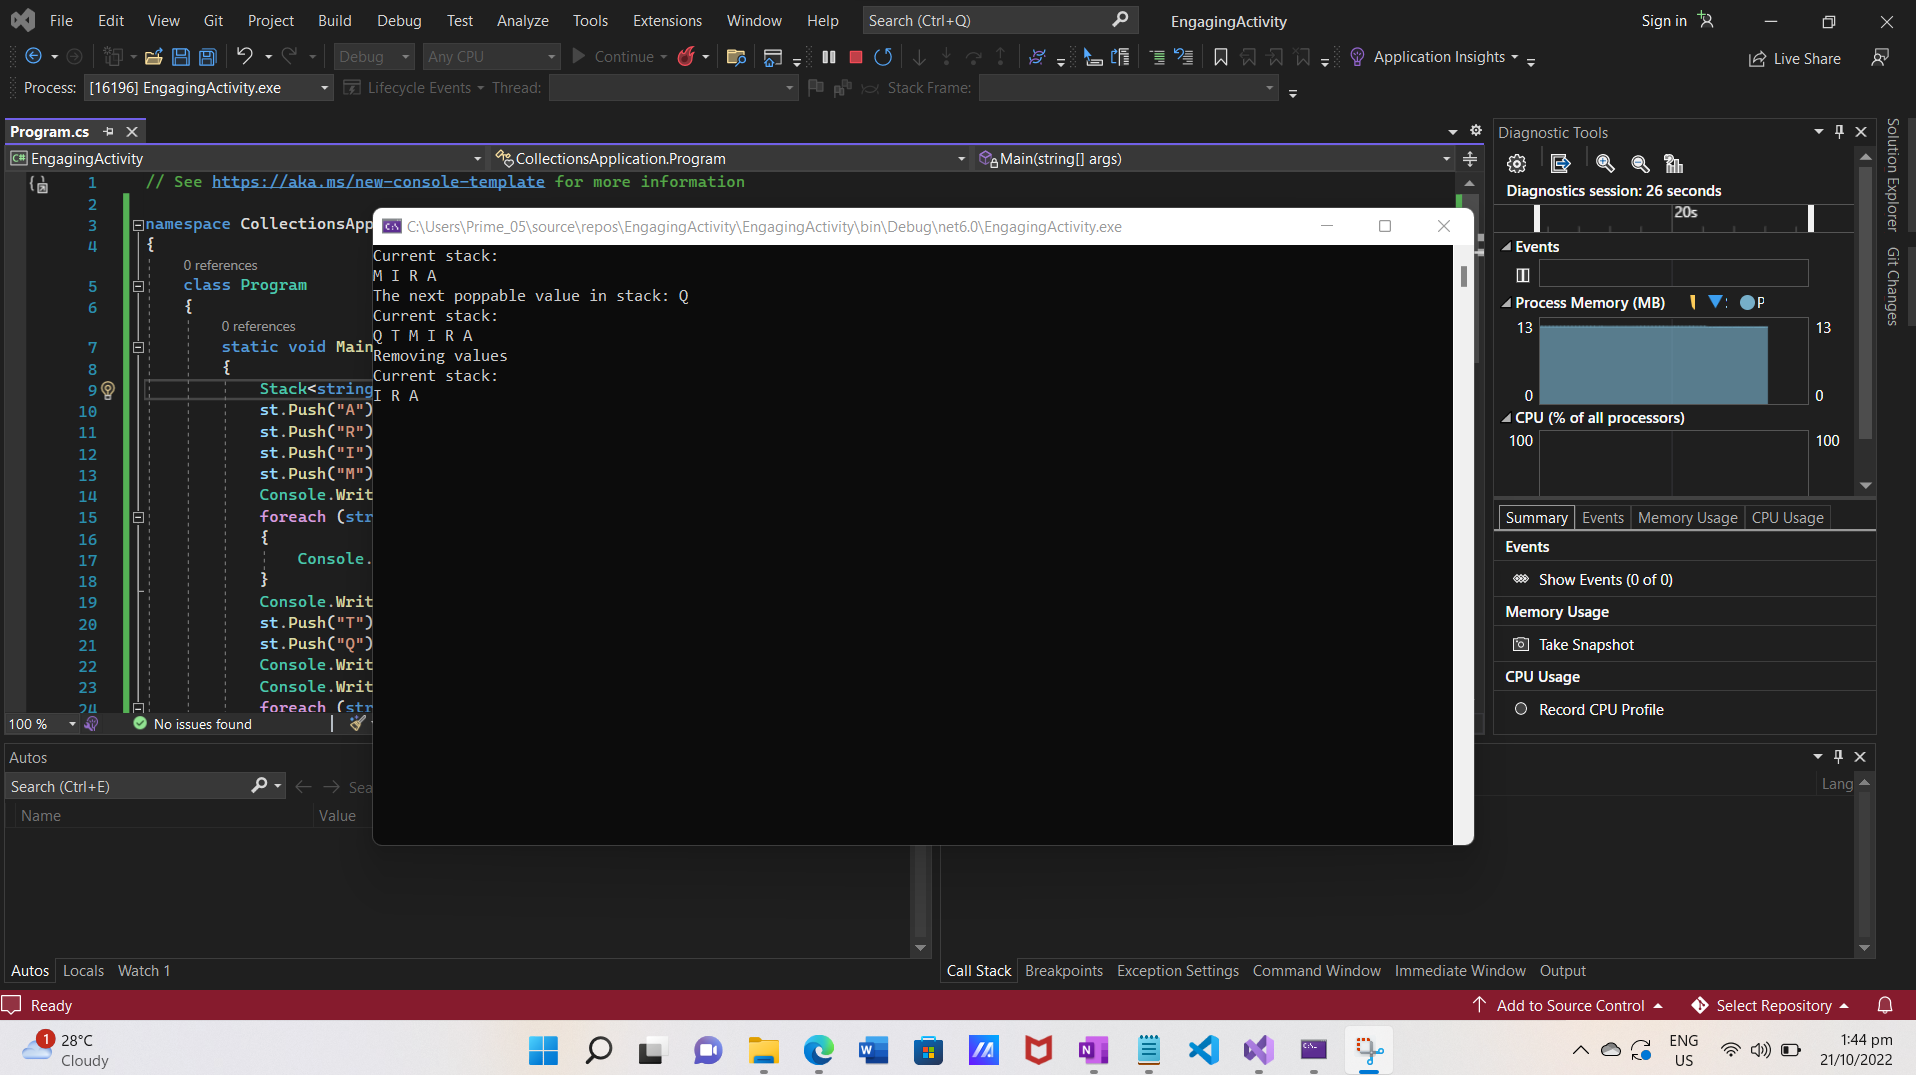 File Edit View Git Project Build Debug Test Analyze Tools Extensions Window Help Search (Ctrl+Q) EngagingActivity Sign in
Debug Any CPU Continue Application Insights Live Share
Process: [16196] EngagingActivity.exe Lifecycle Events Thread: Stack Frame:
Program.cs
EngagingActivity CollectionsApplication.Program Main(string[] args)
1 // See https://aka.ms/new-console-template for more information
2
3 namespace CollectionsApp
4 {
0 references
5 class Program
6 {
0 references
7 static void Main
8 {
9 Stack<string
10 st.Push("A")
11 st.Push("R")
12 st.Push("I")
13 st.Push("M")
14 Console.Writ
15 foreach (str
16 {
17 Console.
18 }
19 Console.Writ
20 st.Push("T")
21 st.Push("Q")
22 Console.Writ
23 Console.Writ
24 foreach (str
100 % No issues found
C:\Users\Prime_05\source\repos\EngagingActivity\EngagingActivity\bin\Debug\net6.0\EngagingActivity.exe
Current stack:
M I R A
The next poppable value in stack: Q
Current stack:
Q T M I R A
Removing values
Current stack:
I R A
Diagnostic Tools
Diagnostics session: 26 seconds
20s
Events
Process Memory (MB) P
13 13
0 0
CPU (% of all processors)
100 100
Summary Events Memory Usage CPU Usage
Events
Show Events (0 of 0)
Memory Usage
Take Snapshot
CPU Usage
Record CPU Profile
Solution Explorer
Git Changes
Autos
Search (Ctrl+E) Sea
Name Value
Lang
Autos Locals Watch 1
Call Stack Breakpoints Exception Settings Command Window Immediate Window Output
Ready Add to Source Control Select Repository
1 28°C
Cloudy
ENG
US
1:44 pm
21/10/2022